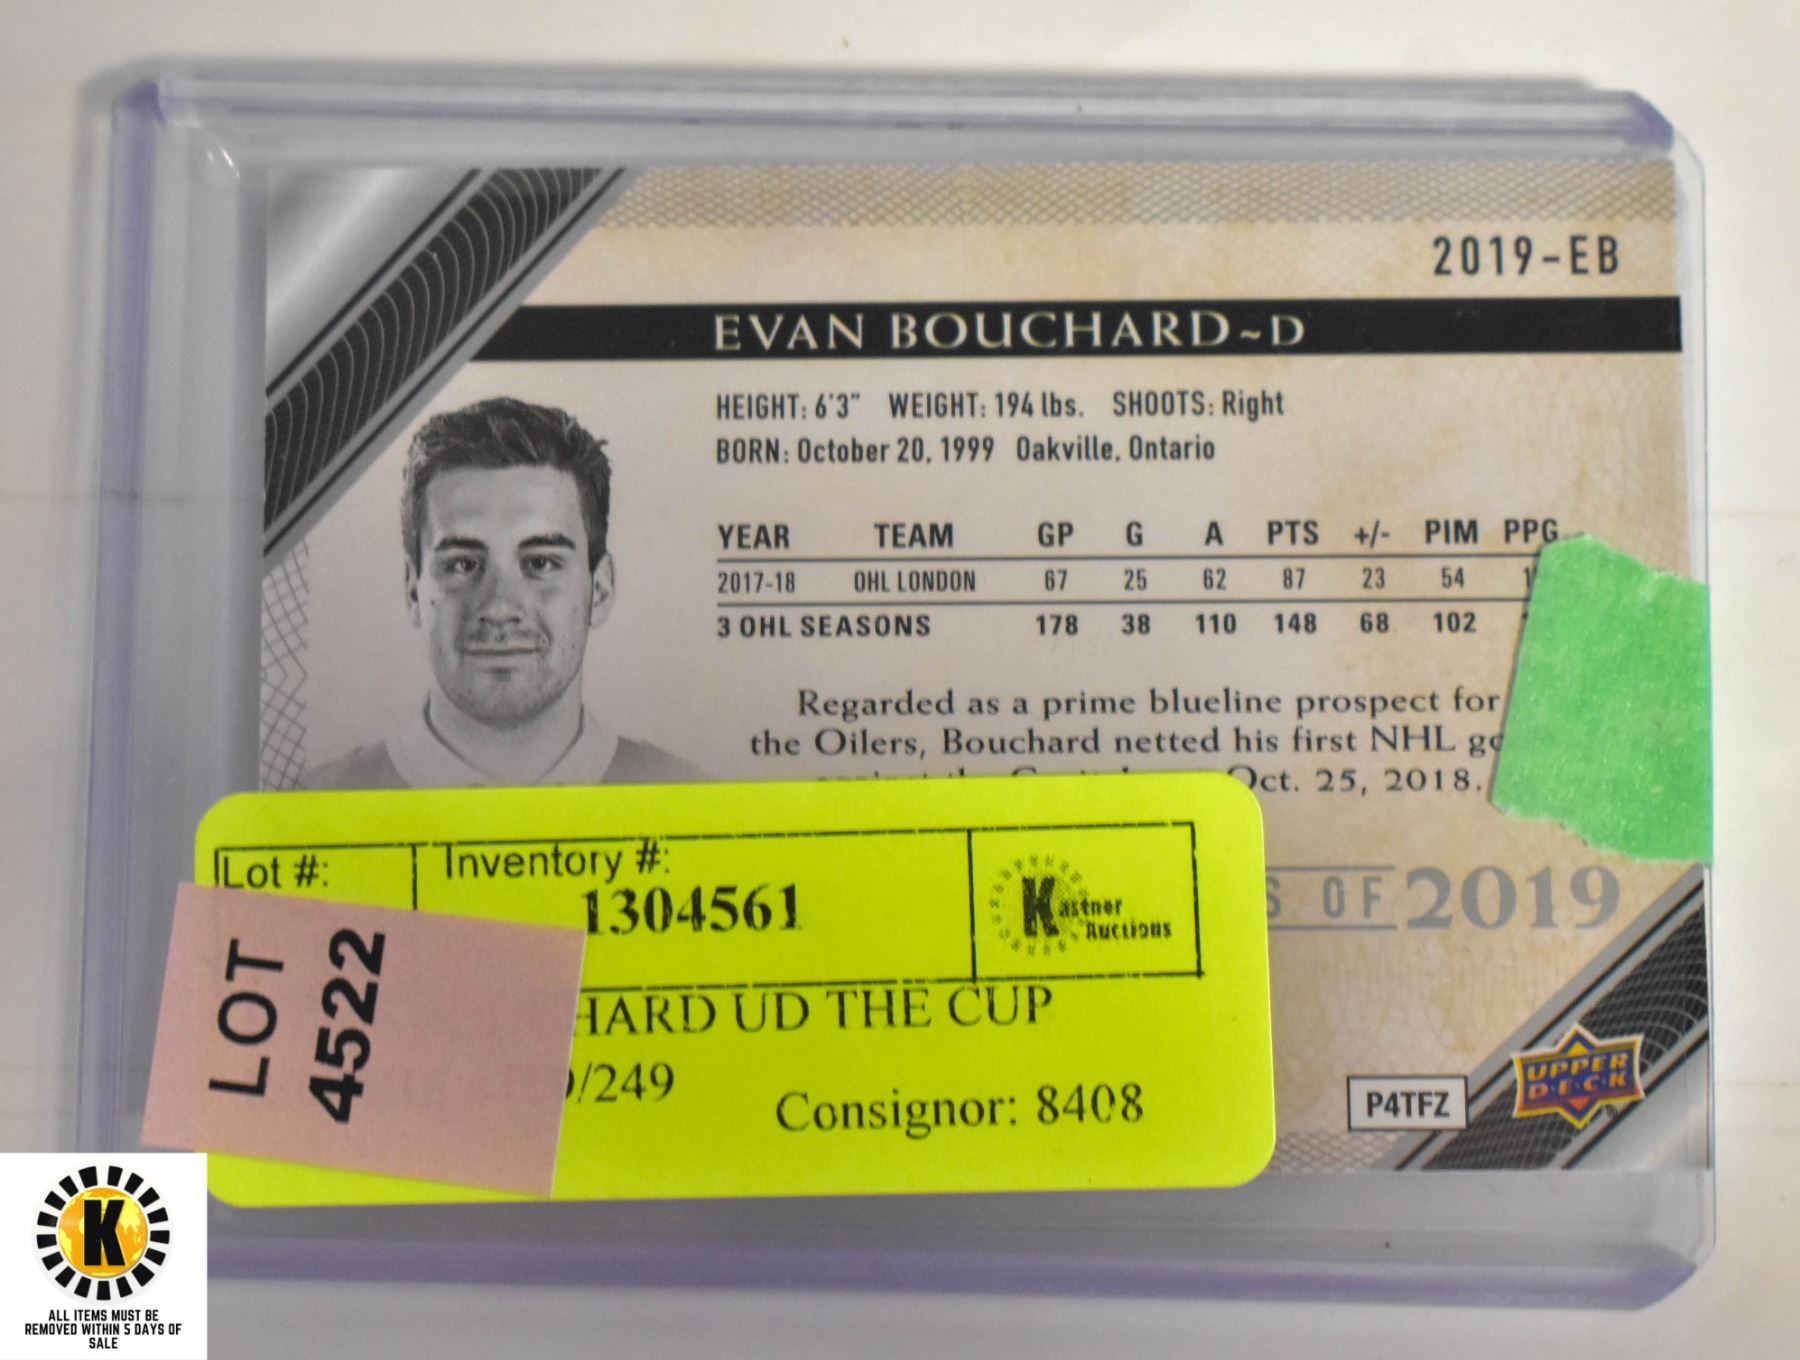 2019-EB
EVAN BOUCHARD~D
HEIGHT: 6'3" WEIGHT: 194 lbs. SHOOTS: Right
BORN: October 20, 1999 Oakville, Ontario
YEAR TEAM GP G A PTS +/- PIM PPG
2017-18 OHL LONDON 67 25 62 87 23 54
3 OHL SEASONS 178 38 110 148 68 102
Regarded as a prime blueline prospect for
the Oilers, Bouchard netted his first NHL
Oct. 25, 2018.
OF 2019
Lot #:
Inventory #:
1304561
Kastner
Auctions
LOT
4522
HARD UD THE CUP
/249
Consignor: 8408
P4TFZ
UPPER
D·E·C·K
K
ALL ITEMS MUST BE
REMOVED WITHIN 5 DAYS OF
SALE